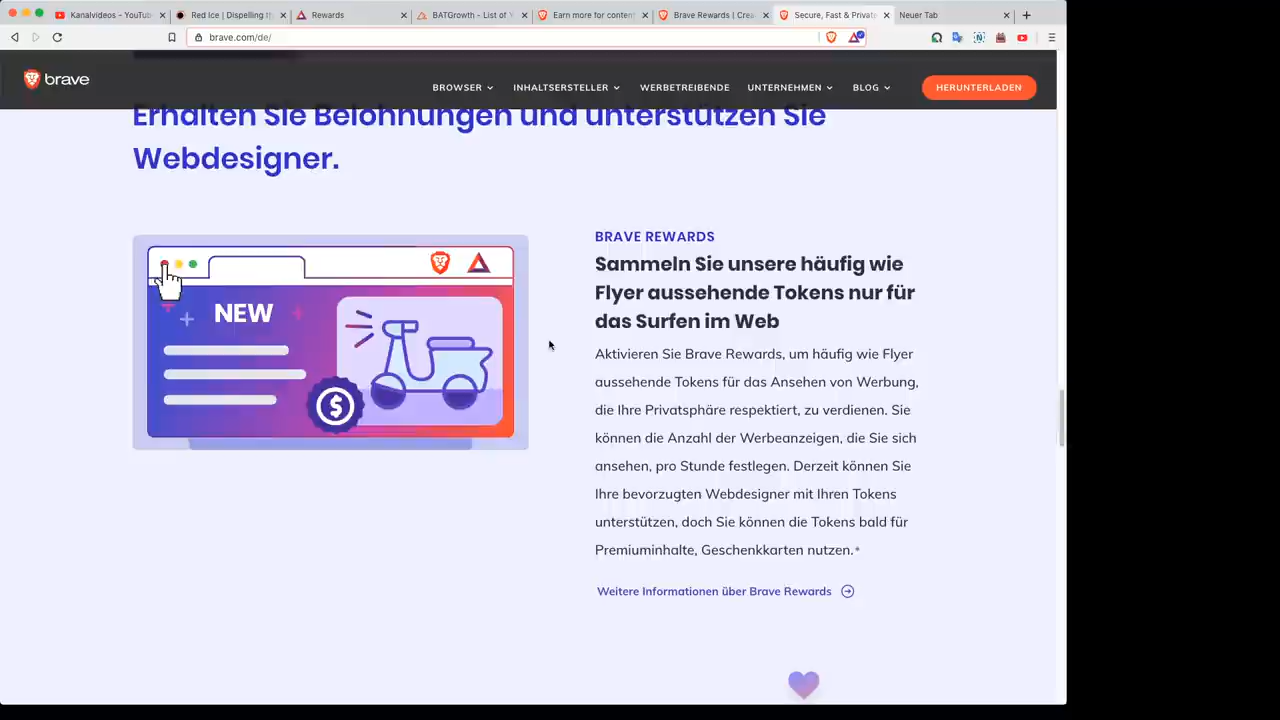 Kanalvideos - YouTub
Red Ice | Dispelling th
Rewards
BATGrowth - List of
Earn more for content
Brave Rewards | Crea
Secure, Fast & Private
Neuer Tab
brave.com/de/
brave
BROWSER
INHALTSERSTELLER
WERBETREIBENDE
UNTERNEHMEN
BLOG
HERUNTERLADEN
Erhalten Sie Belohnungen und unterstützen Sie
Webdesigner.
NEW
$
BRAVE REWARDS
Sammeln Sie unsere häufig wie
Flyer aussehende Tokens nur für
das Surfen im Web
Aktivieren Sie Brave Rewards, um häufig wie Flyer
aussehende Tokens für das Ansehen von Werbung,
die Ihre Privatsphäre respektiert, zu verdienen. Sie
können die Anzahl der Werbeanzeigen, die Sie sich
ansehen, pro Stunde festlegen. Derzeit können Sie
Ihre bevorzugten Webdesigner mit Ihren Tokens
unterstützen, doch Sie können die Tokens bald für
Premiuminhalte, Geschenkkarten nutzen.*
Weitere Informationen über Brave Rewards